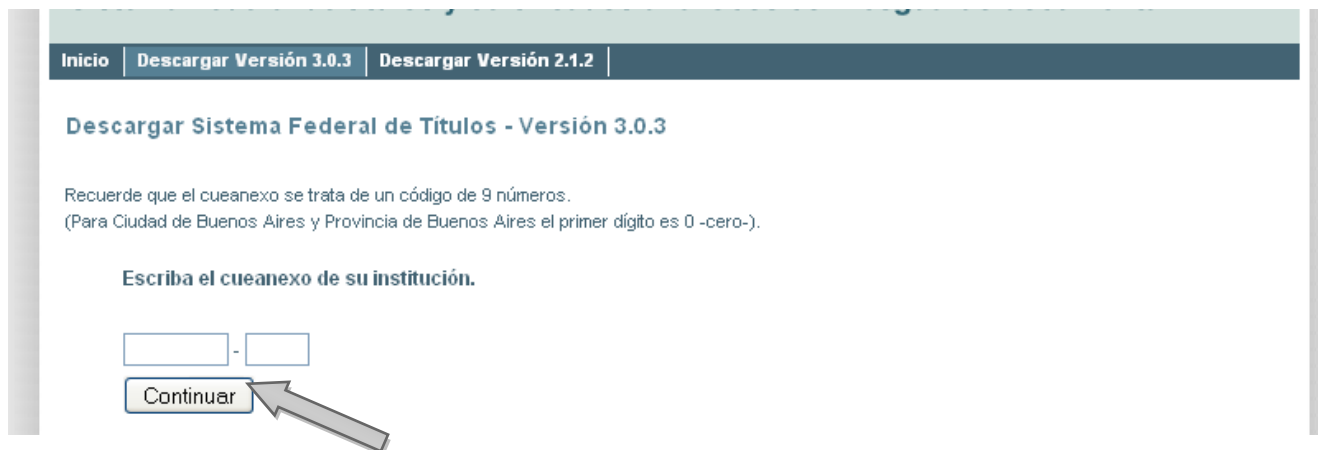 Inicio Descargar Versión 3.0.3 Descargar Versión 2.1.2
Descargar Sistema Federal de Títulos - Versión 3.0.3
Recuerde que el cueanexo se trata de un código de 9 números.
(Para Ciudad de Buenos Aires y Provincia de Buenos Aires el primer dígito es 0 -cero-).
Escriba el cueanexo de su institución.
-
Continuar